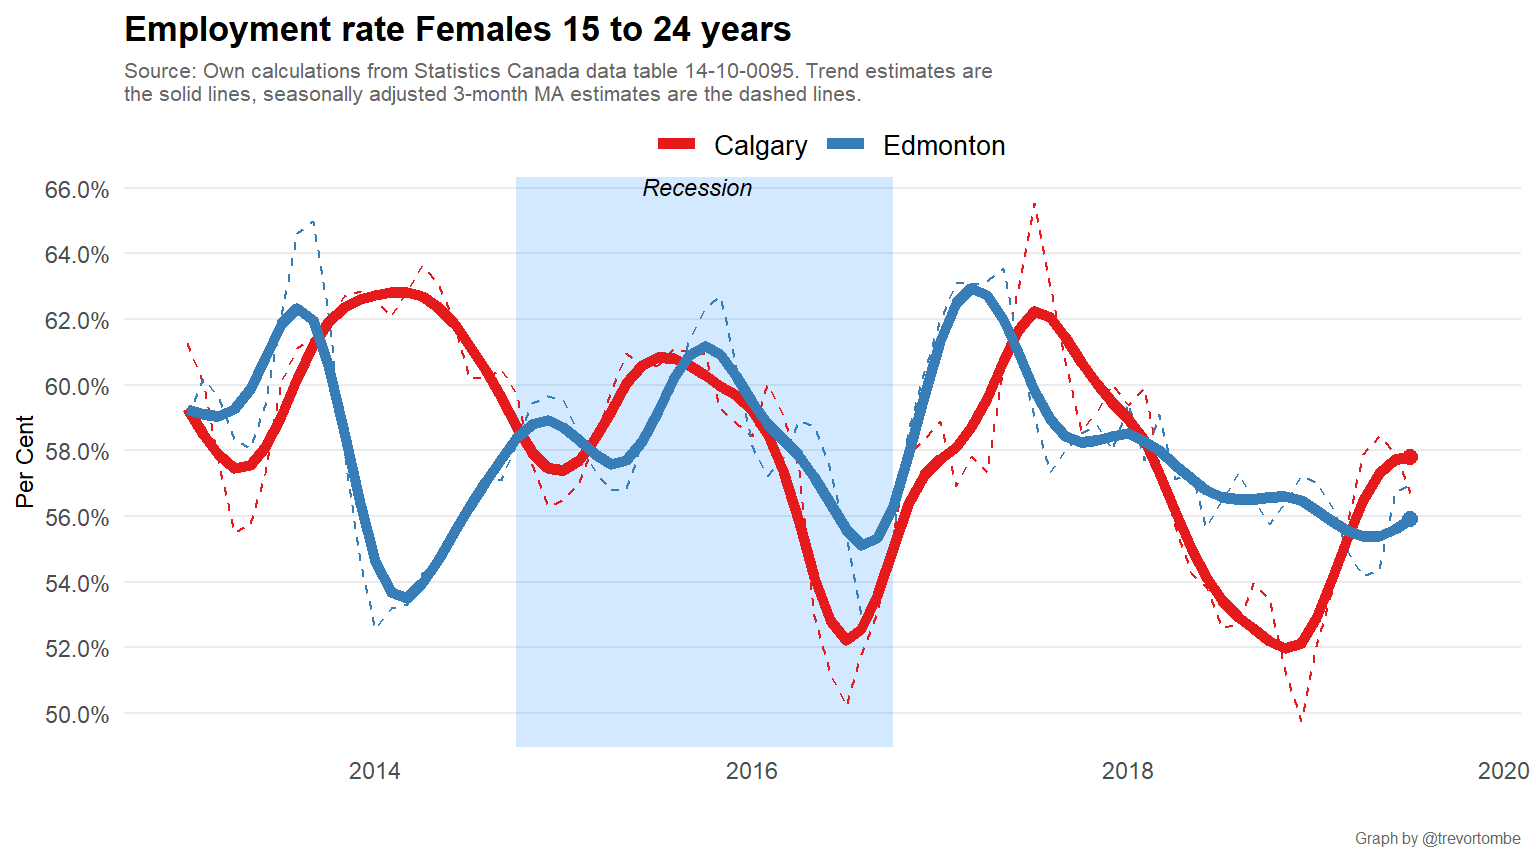 Employment rate Females 15 to 24 years
Source: Own calculations from Statistics Canada data table 14-10-0095. Trend estimates are
the solid lines, seasonally adjusted 3-month MA estimates are the dashed lines.
Calgary Edmonton
Recession
66.0%
64.0%
62.0%
60.0%
58.0%
56.0%
54.0%
52.0%
50.0%
Per Cent
2014 2016 2018 2020
Graph by @trevortombe